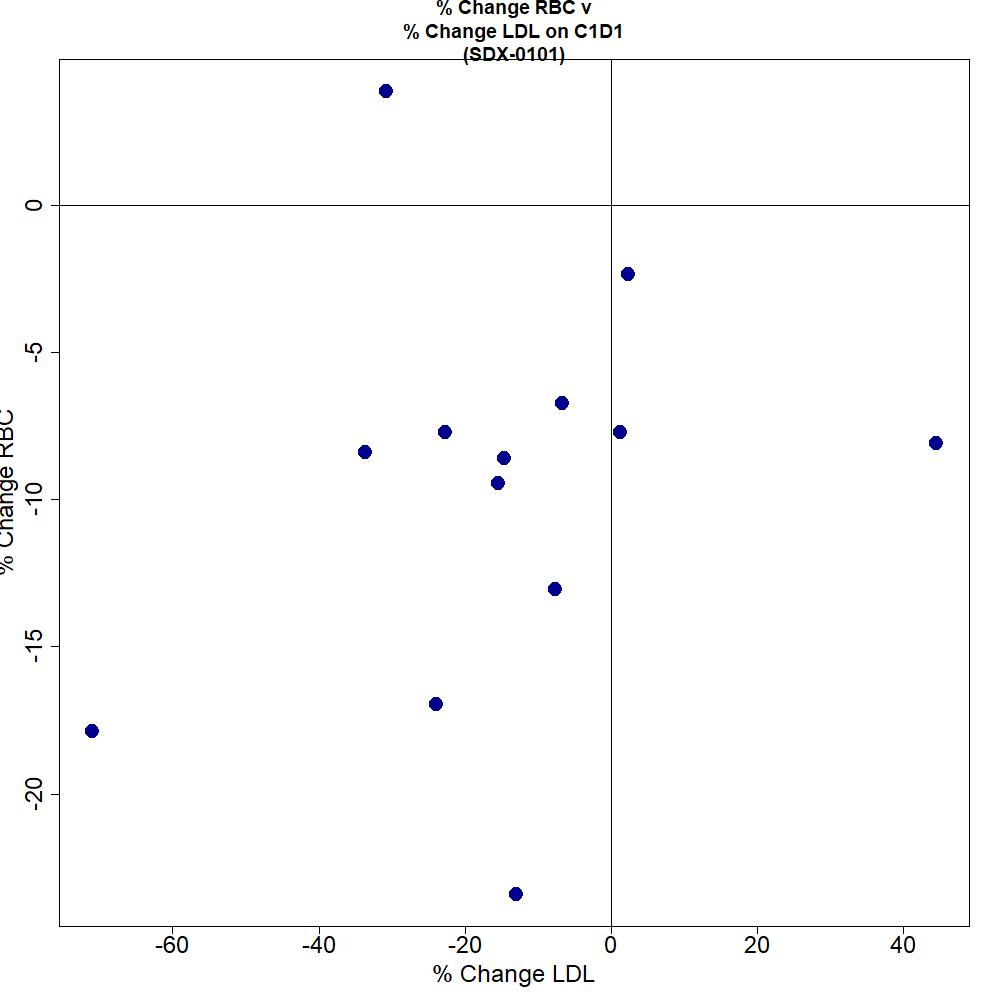 % Change RBC v
% Change LDL on C1D1
(SDX-0101)
% Change RBC
0
-5
-10
-15
-20
-60
-40
-20
0
20
40
% Change LDL